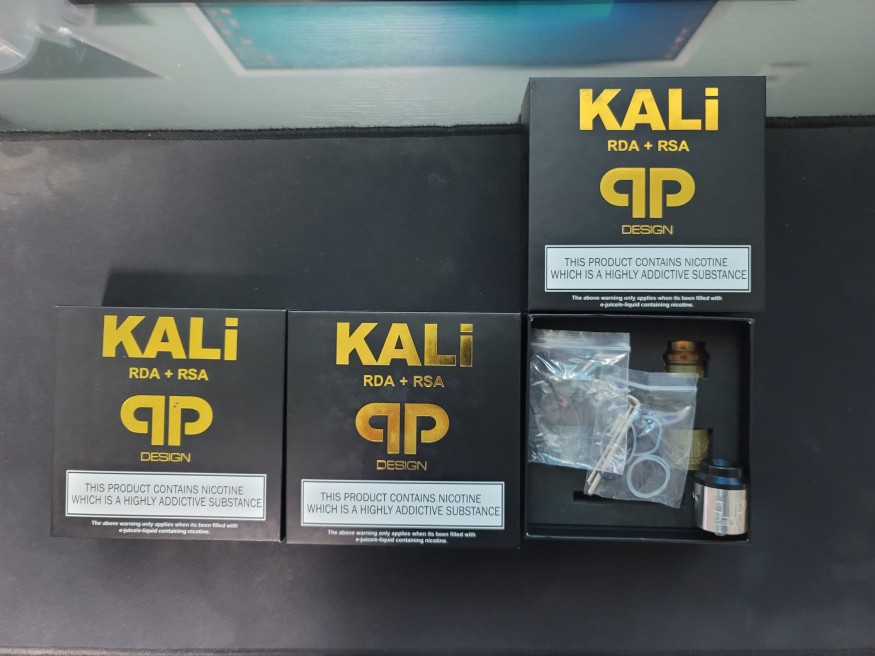 KALi
RDA + RSA
QP
DESIGN
THIS PRODUCT CONTAINS NICOTINE
WHICH IS A HIGHLY ADDICTIVE SUBSTANCE
The above warning only applies when its been filled with
e-juice/e-liquid containing nicotine.
KALi
RDA + RSA
QP
DESIGN
THIS PRODUCT CONTAINS NICOTINE
WHICH IS A HIGHLY ADDICTIVE SUBSTANCE
The above warning only applies when its been filled with
e-juice/e-liquid containing nicotine.
KALi
RDA + RSA
QP
DESIGN
THIS PRODUCT CONTAINS NICOTINE
WHICH IS A HIGHLY ADDICTIVE SUBSTANCE
The above warning only applies when its been filled with
e-juice/e-liquid containing nicotine.